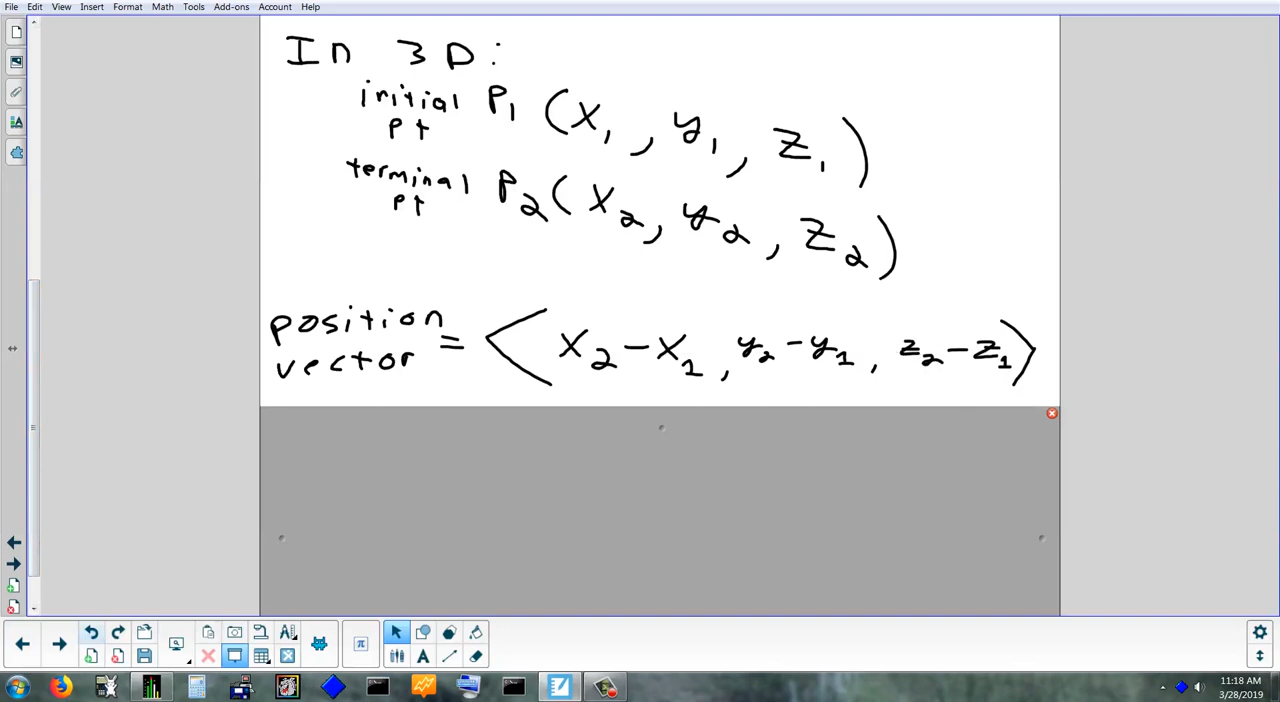 File Edit View Insert Format Math Tools Add-ons Account Help
In 3D:
initial P1 (x1, y1, z1)
pt
terminal P2 (x2, y2, z2)
pt
position
vector = <x2-x1, y2-y1, z2-z1>
π
A
11:18 AM
3/28/2019